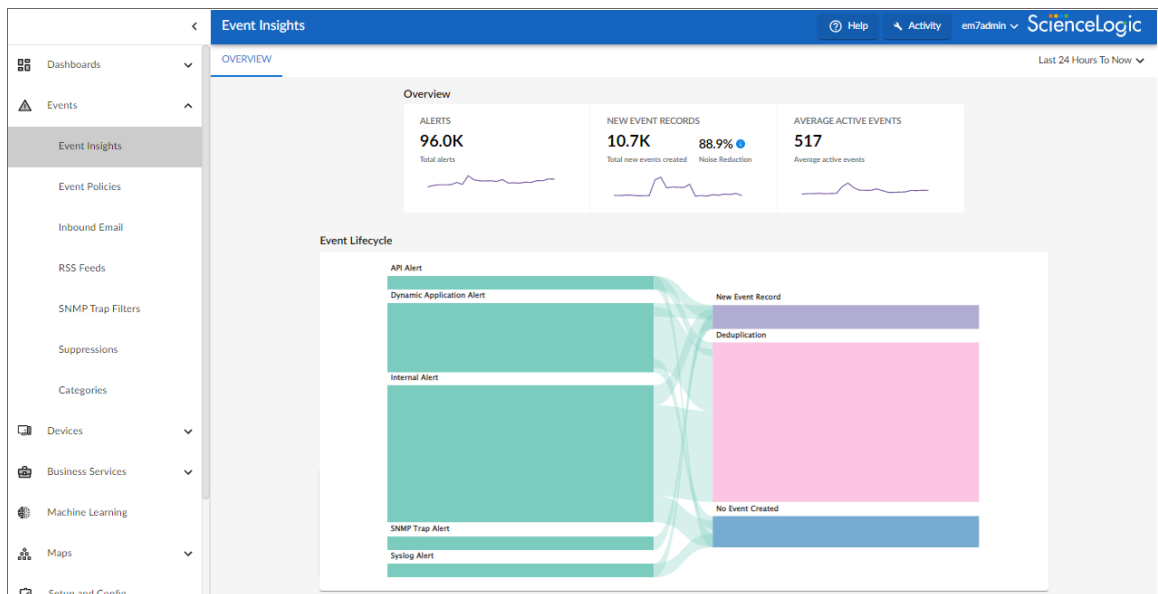 Event Insights
Help
Activity
em7admin
ScienceLogic
Dashboards
Events
Event Insights
Event Policies
Inbound Email
RSS Feeds
SNMP Trap Filters
Suppressions
Categories
Devices
Business Services
Machine Learning
Maps
Setup and Config
OVERVIEW
Last 24 Hours To Now
Overview
ALERTS
96.0K
Total alerts
NEW EVENT RECORDS
10.7K
88.9%
Total new events created
Noise Reduction
AVERAGE ACTIVE EVENTS
517
Average active events
Event Lifecycle
API Alert
Dynamic Application Alert
Internal Alert
SNMP Trap Alert
Syslog Alert
New Event Record
Deduplication
No Event Created